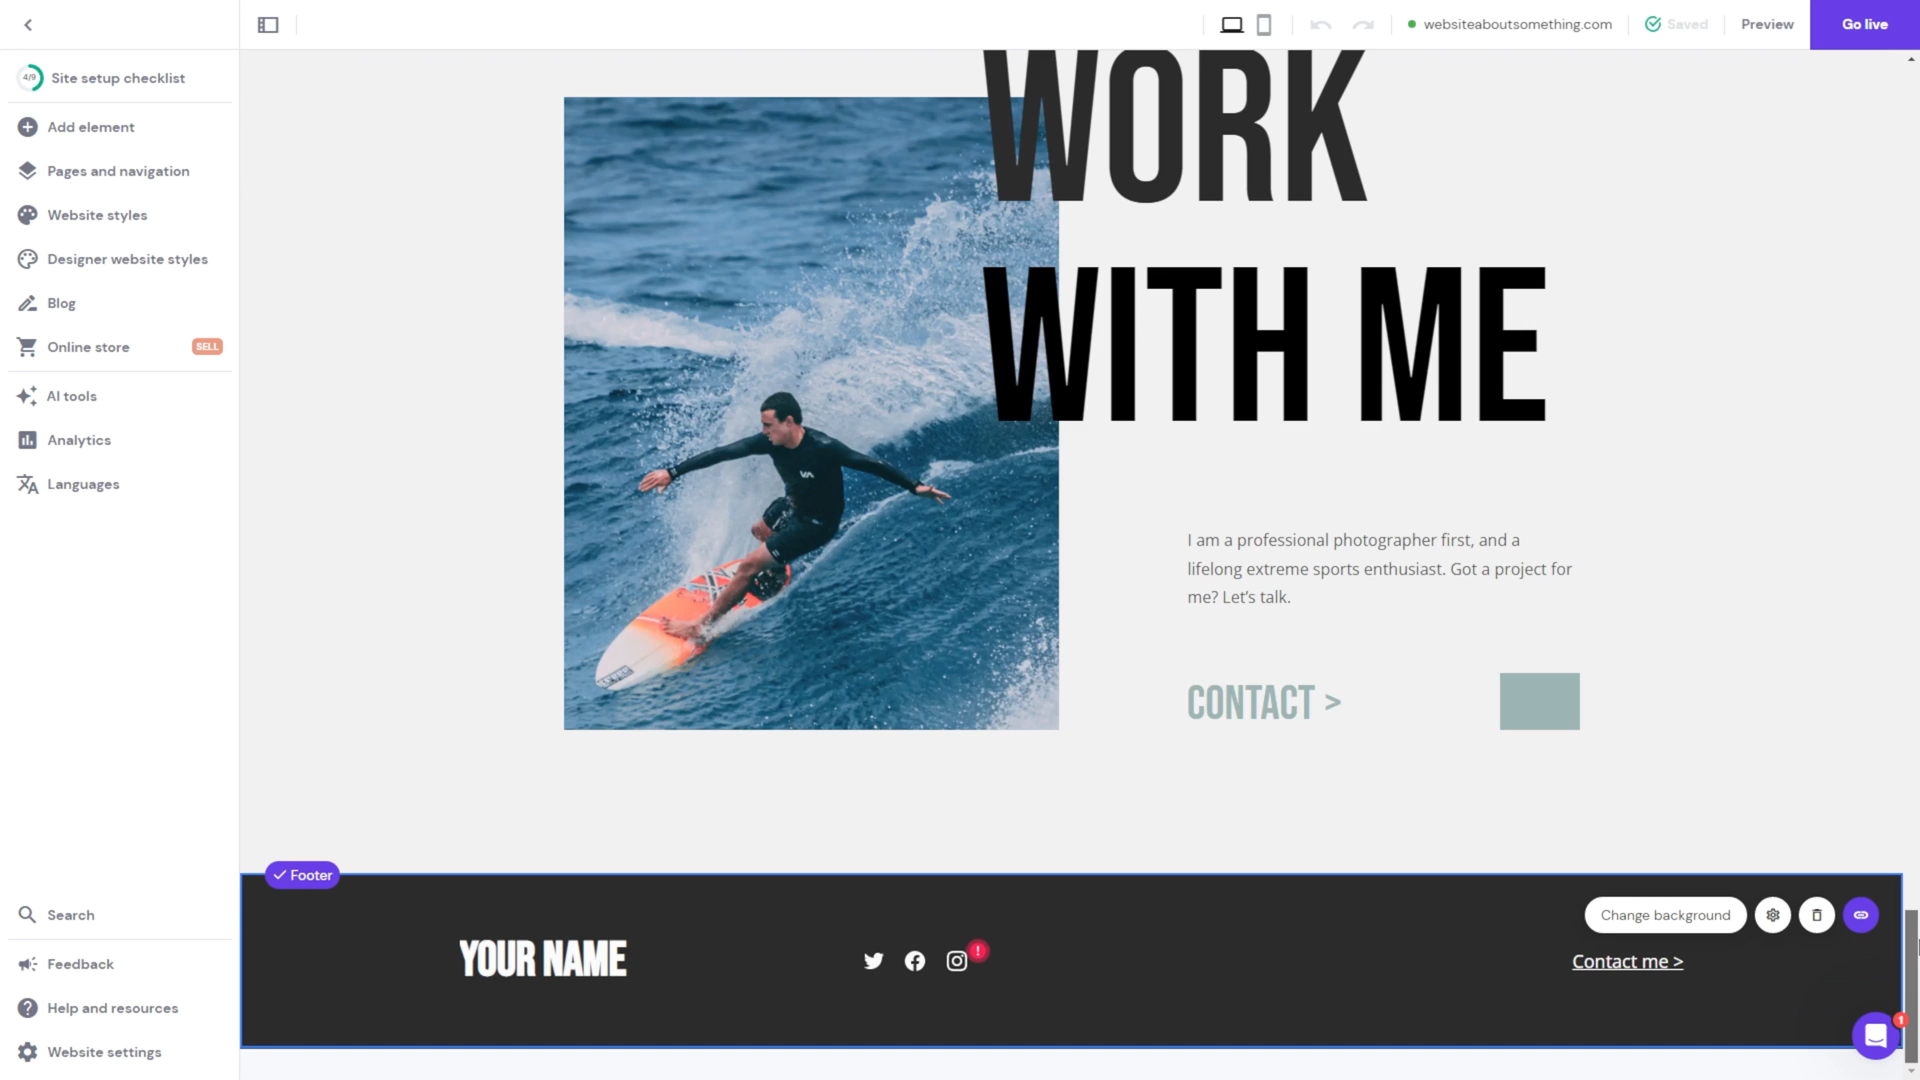 websiteaboutsomething.com
Saved
Preview
Go live
4/9
Site setup checklist
Add element
Pages and navigation
Website styles
Designer website styles
Blog
Online store
SELL
AI tools
Analytics
Languages
Search
Feedback
Help and resources
Website settings
WORK
WITH ME
I am a professional photographer first, and a
lifelong extreme sports enthusiast. Got a project for
me? Let's talk.
CONTACT >
Footer
Change background
YOUR NAME
!
Contact me >
1